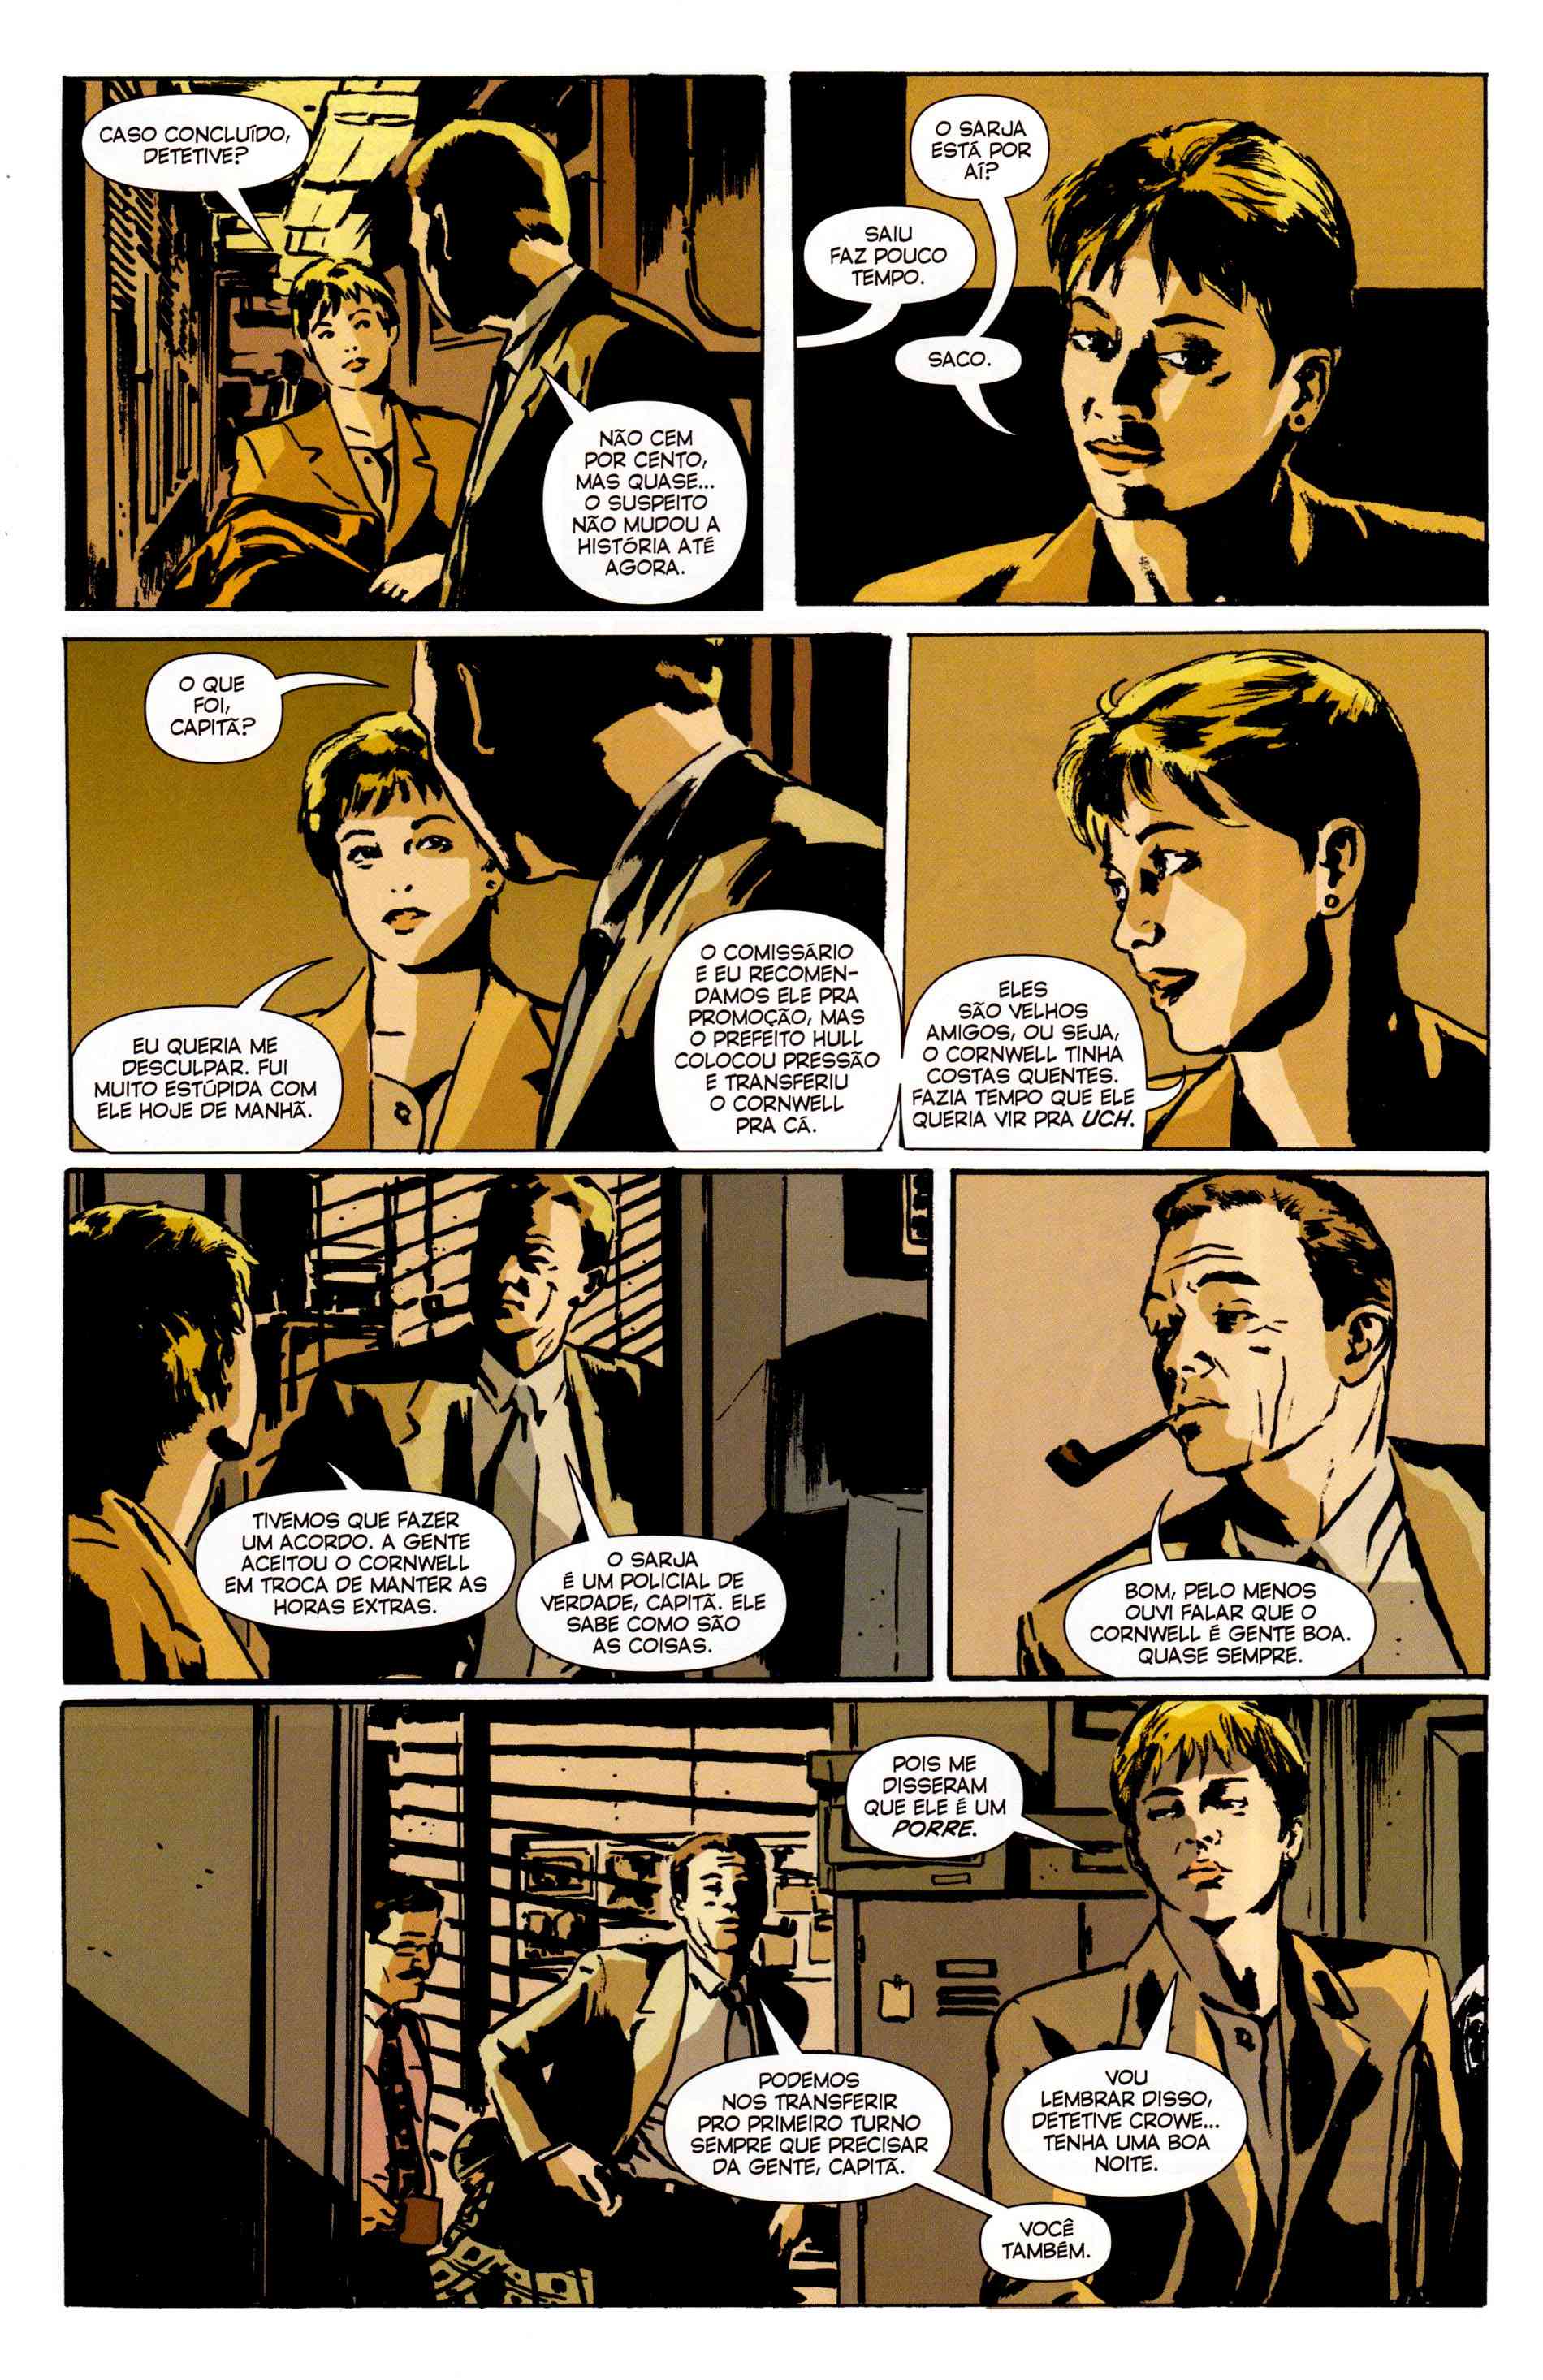 CASO CONCLUÍDO,
DETETIVE?
NÃO CEM
POR CENTO,
MAS QUASE...
O SUSPEITO
NÃO MUDOU A
HISTÓRIA ATÉ
AGORA.
O SARJA
ESTÁ POR
AÍ?
SAIU
FAZ POUCO
TEMPO.
SACO.
O QUE
FOI,
CAPITÃ?
EU QUERIA ME
DESCULPAR. FUI
MUITO ESTÚPIDA COM
ELE HOJE DE MANHÃ.
O COMISSÁRIO
E EU RECOMEN-
DAMOS ELE PRA
PROMOÇÃO, MAS
O PREFEITO HULL
COLOCOU PRESSÃO
E TRANSFERIU
O CORNWELL
PRA CÁ.
ELES
SÃO VELHOS
AMIGOS, OU SEJA,
O CORNWELL TINHA
COSTAS QUENTES.
FAZIA TEMPO QUE ELE
QUERIA VIR PRA UCH.
TIVEMOS QUE FAZER
UM ACORDO. A GENTE
ACEITOU O CORNWELL
EM TROCA DE MANTER AS
HORAS EXTRAS.
O SARJA
É UM POLICIAL DE
VERDADE, CAPITÃ. ELE
SABE COMO SÃO
AS COISAS.
BOM, PELO MENOS
OUVI FALAR QUE O
CORNWELL É GENTE BOA.
QUASE SEMPRE.
POIS ME
DISSERAM
QUE ELE É UM
PORRE.
PODEMOS
NOS TRANSFERIR
PRO PRIMEIRO TURNO
SEMPRE QUE PRECISAR
DA GENTE, CAPITÃ.
VOU
LEMBRAR DISSO,
DETETIVE CROWE...
TENHA UMA BOA
NOITE.
VOCÊ
TAMBÉM.